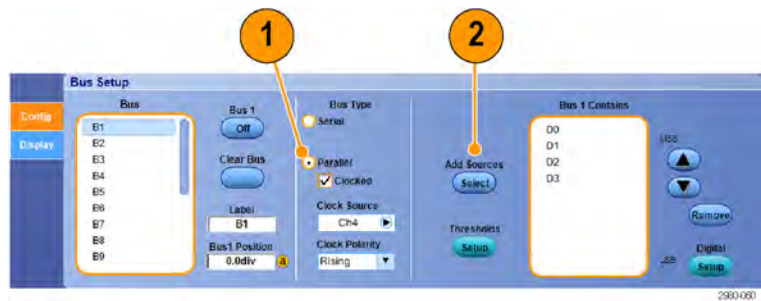 1
2
Bus Setup
Config
Display
Bus
B1
B2
B3
B4
B5
B6
B7
B8
B9
Bus 1
Off
Clear Bus
Label
B1
Bus1 Position
0.0div
a
Bus Type
Serial
Parallel
Clocked
Clock Source
Ch4
Clock Polarity
Rising
Add Sources
Select
Thresholds
Setup
Bus 1 Contains
D0
D1
D2
D3
Remove
Digital
Setup
2980-060